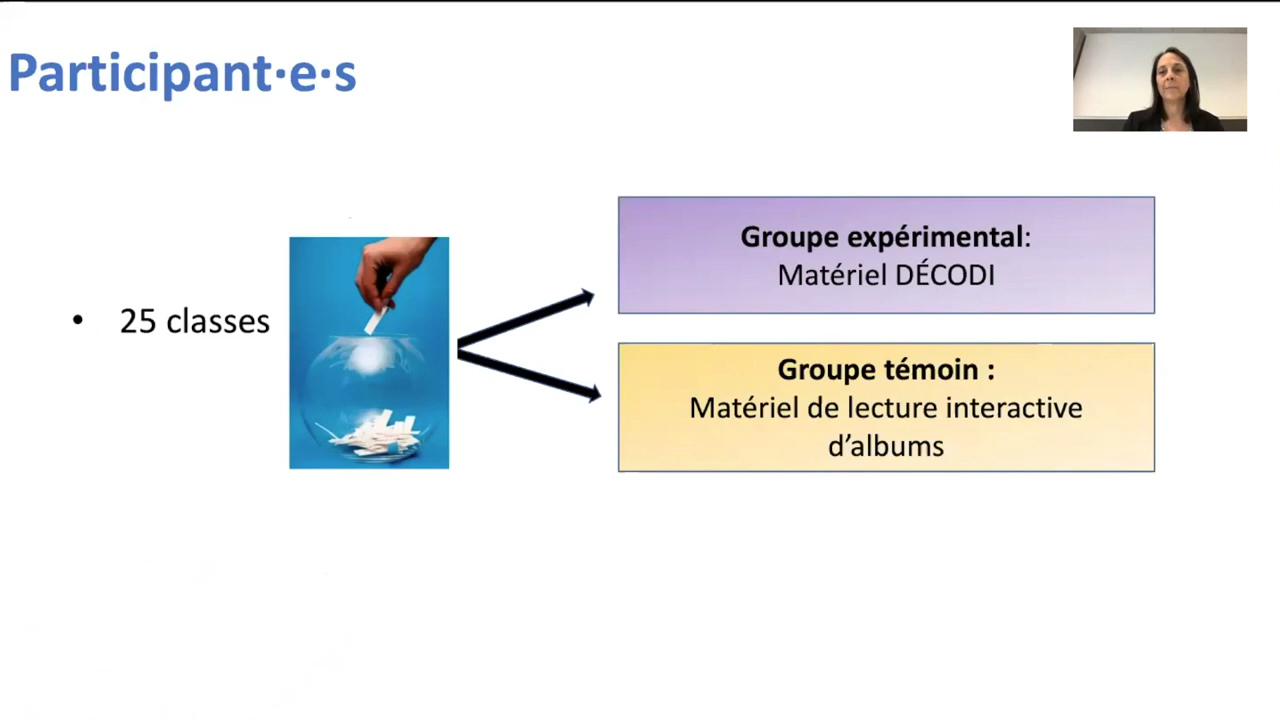 Participant·e·s
• 25 classes
Groupe expérimental:
Matériel DÉCODI
Groupe témoin :
Matériel de lecture interactive
d’albums